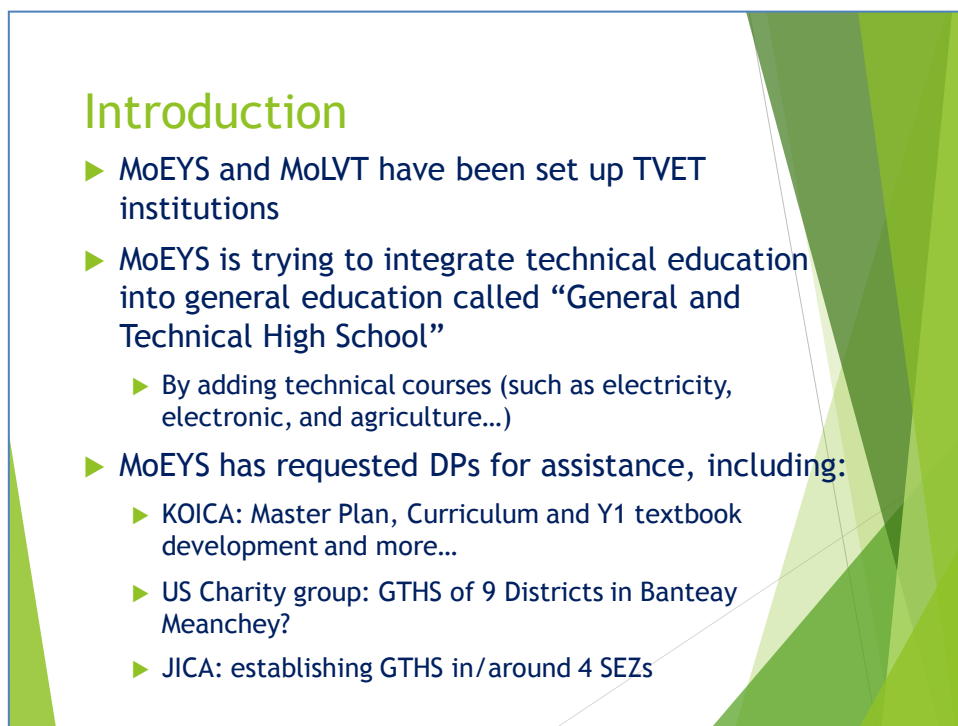 Introduction
MoEYS and MoLVT have been set up TVET
institutions
MoEYS is trying to integrate technical education
into general education called “General and
Technical High School”
By adding technical courses (such as electricity,
electronic, and agriculture…)
MoEYS has requested DPs for assistance, including:
KOICA: Master Plan, Curriculum and Y1 textbook
development and more…
US Charity group: GTHS of 9 Districts in Banteay
Meanchey?
JICA: establishing GTHS in/around 4 SEZs